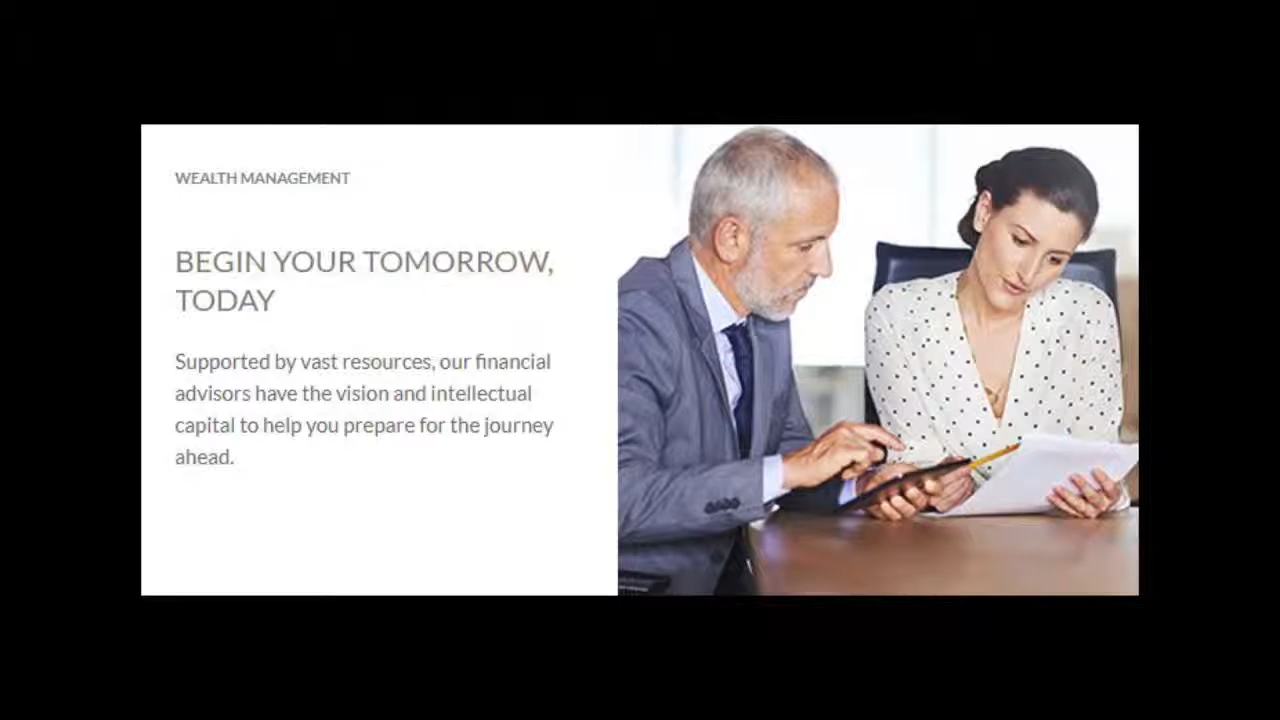 WEALTH MANAGEMENT
BEGIN YOUR TOMORROW,
TODAY
Supported by vast resources, our financial
advisors have the vision and intellectual
capital to help you prepare for the journey
ahead.